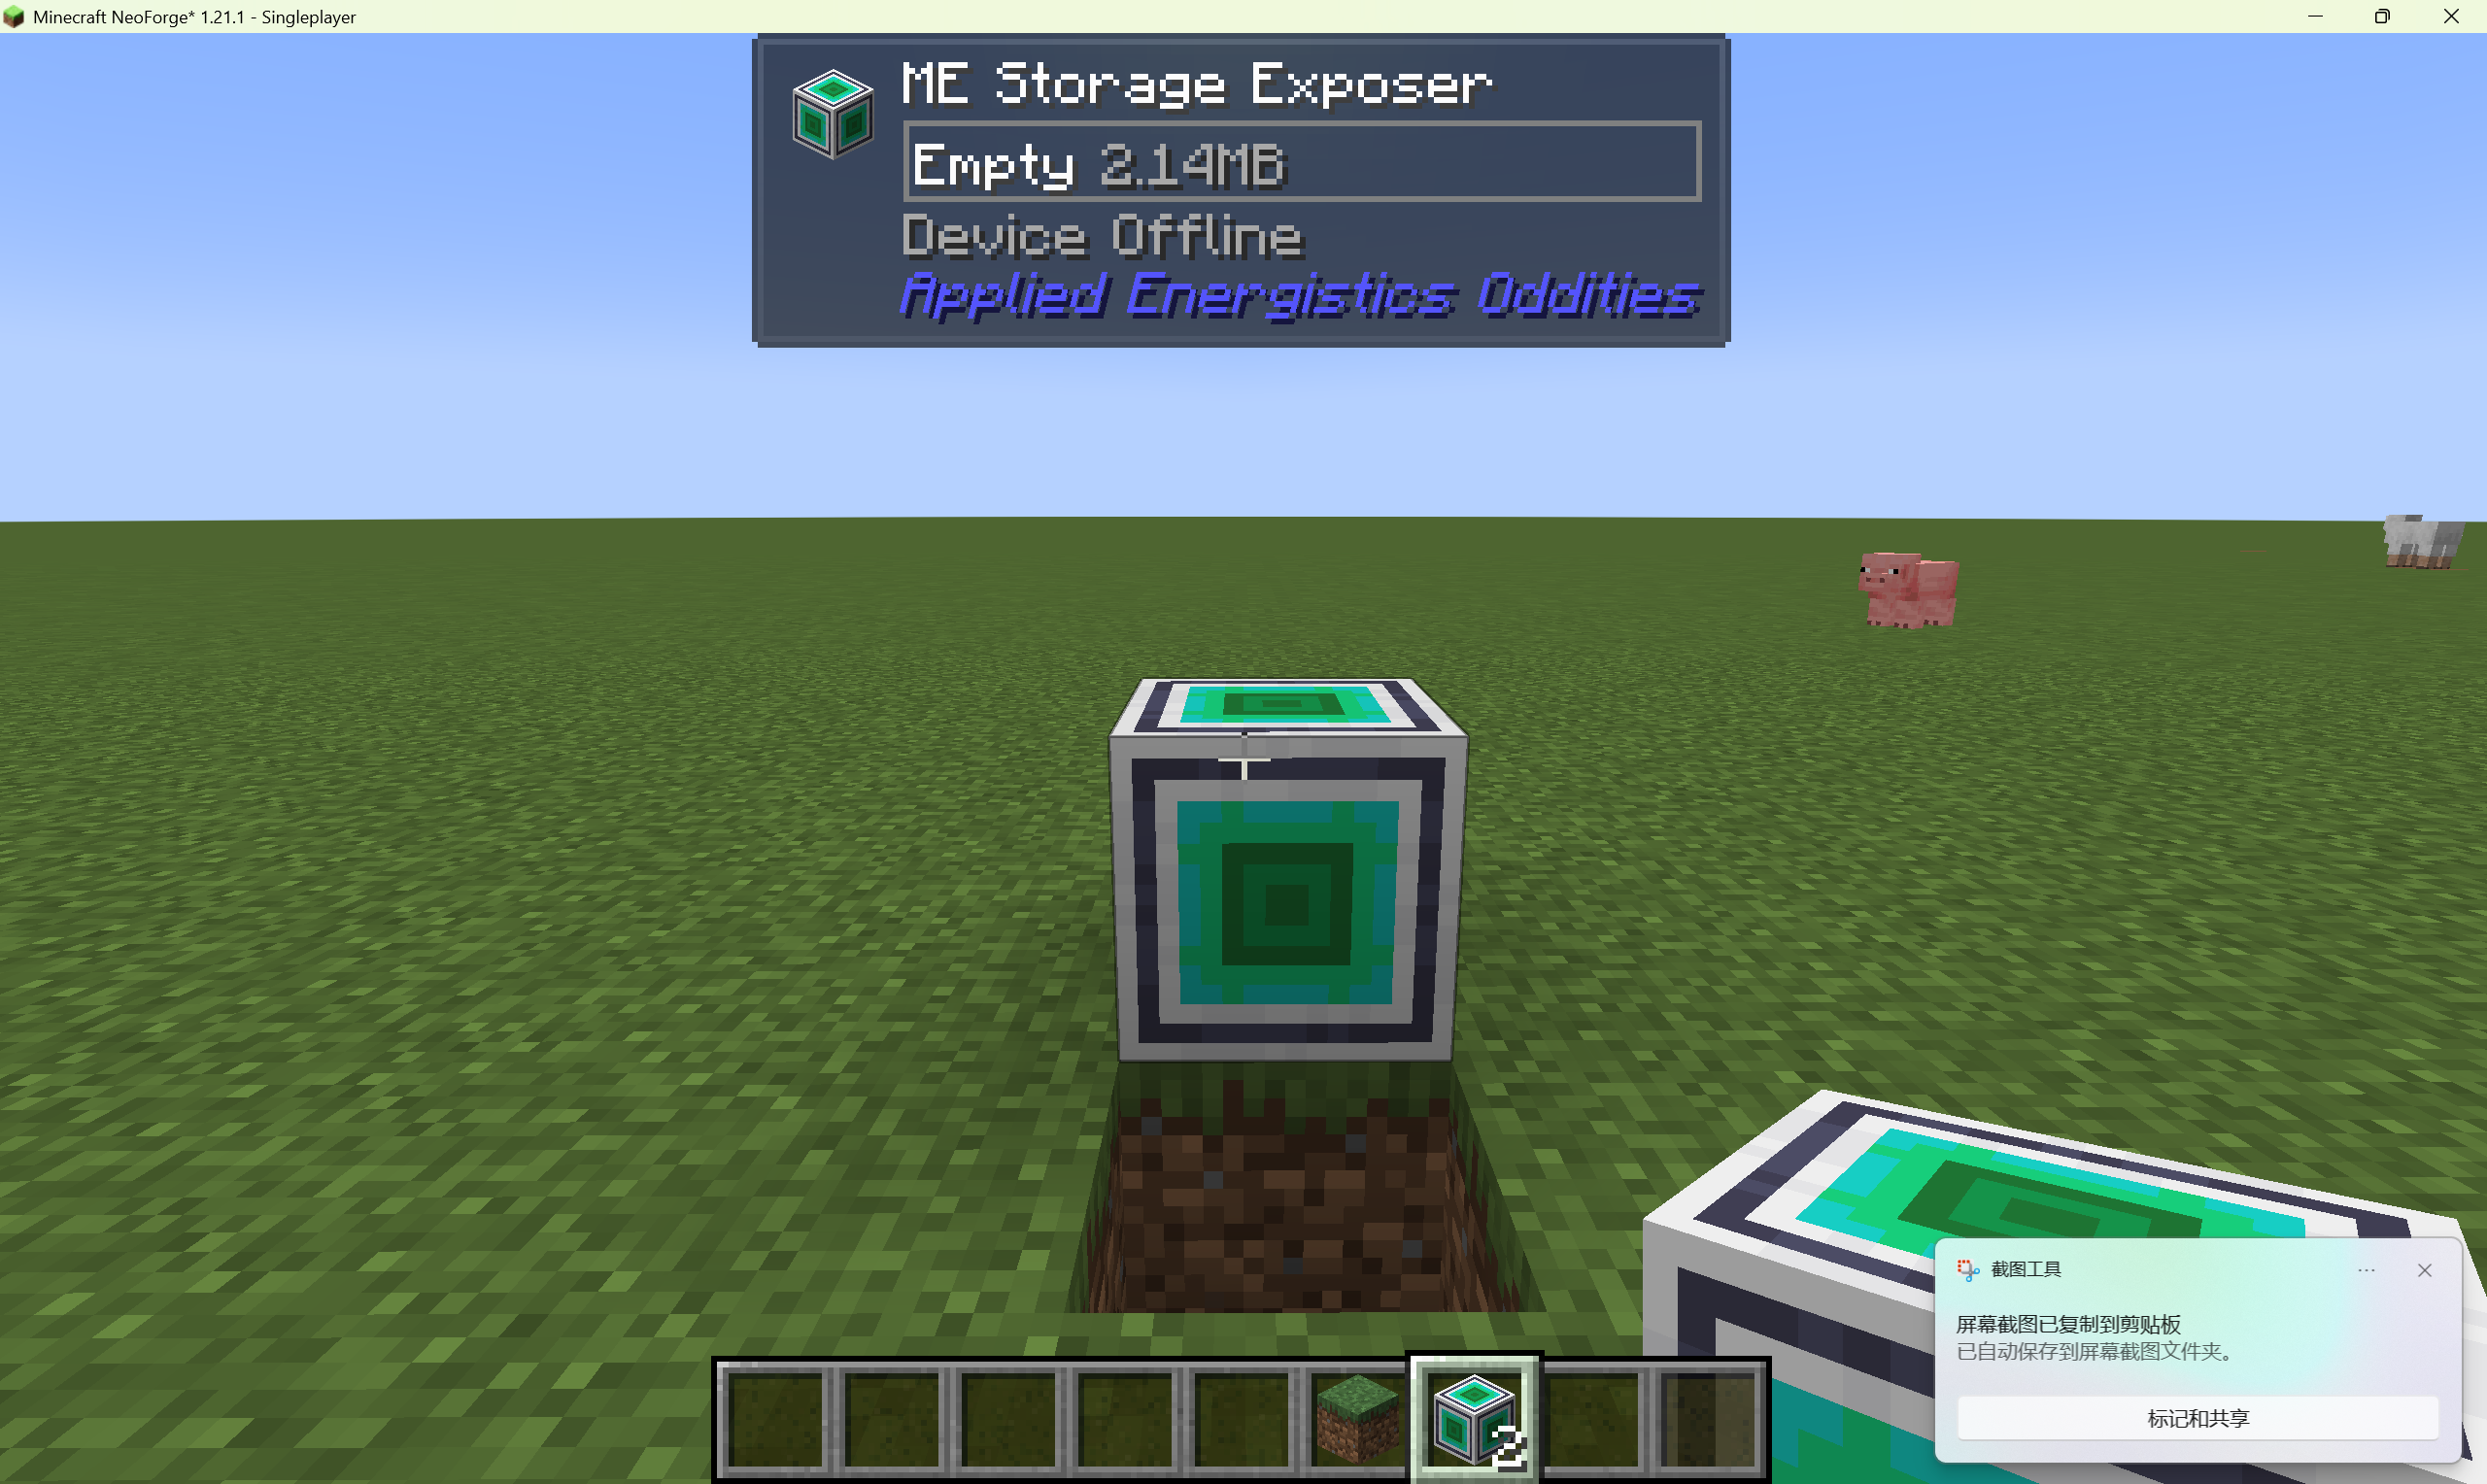 Minecraft NeoForge* 1.21.1 - Singleplayer
ME Storage Exposer
Empty 2.14MB
Device Offline
Applied Energistics Oddities
截图工具
屏幕截图已复制到剪贴板
已自动保存到屏幕截图文件夹。
标记和共享
2